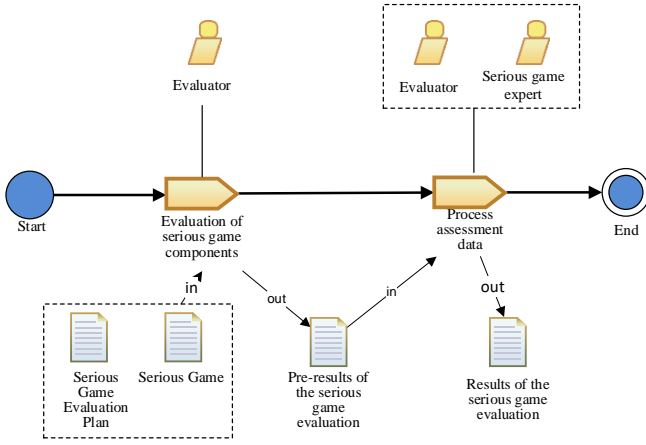 Evaluator
Evaluator
Serious game
expert
Start
Evaluation of
serious game
components
Process
assessment
data
End
in
out
in
out
Serious
Game
Evaluation
Plan
Serious Game
Pre-results of
the serious
game
evaluation
Results of the
serious game
evaluation